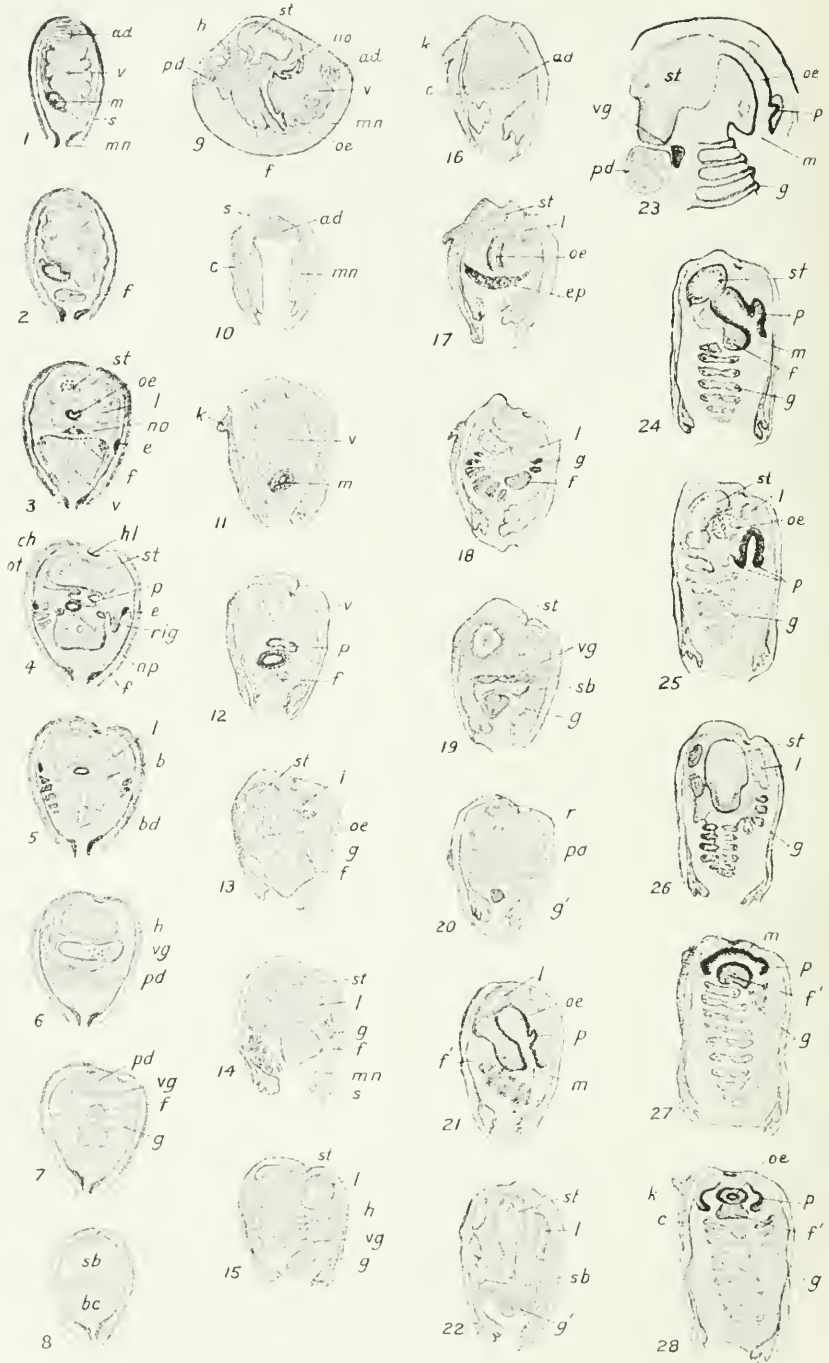 ad
v
m
s
mn
1
f
2
st
oe
l
no
e
f
v
3
ch
hl
ot
st
p
e
rig
np
f
4
l
b
bd
5
h
vg
pd
6
pd
vg
f
g
7
sb
bc
8
h
st
no
pd
ad
v
mn
oe
f
9
s
ad
c
mn
10
k
v
m
11
v
p
f
12
st
l
oe
g
f
13
st
l
g
f
mn
s
14
st
l
h
vg
g
15
k
ad
c
16
st
l
oe
ep
17
l
g
f
18
st
vg
sb
g
19
r
pa
g'
20
l
oe
p
f'
m
21
st
l
sb
g'
22
st
oe
vg
p
m
pd
g
23
st
p
m
f
g
24
st
l
oe
p
g
25
st
l
g
26
m
p
f'
g
27
oe
k
p
c
f'
g
28